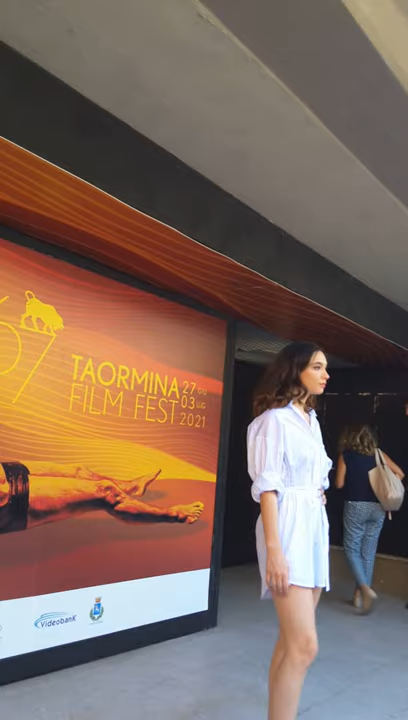 67
TAORMINA
FILM FEST
27 GIU
03 LUG
2021
VideobanK